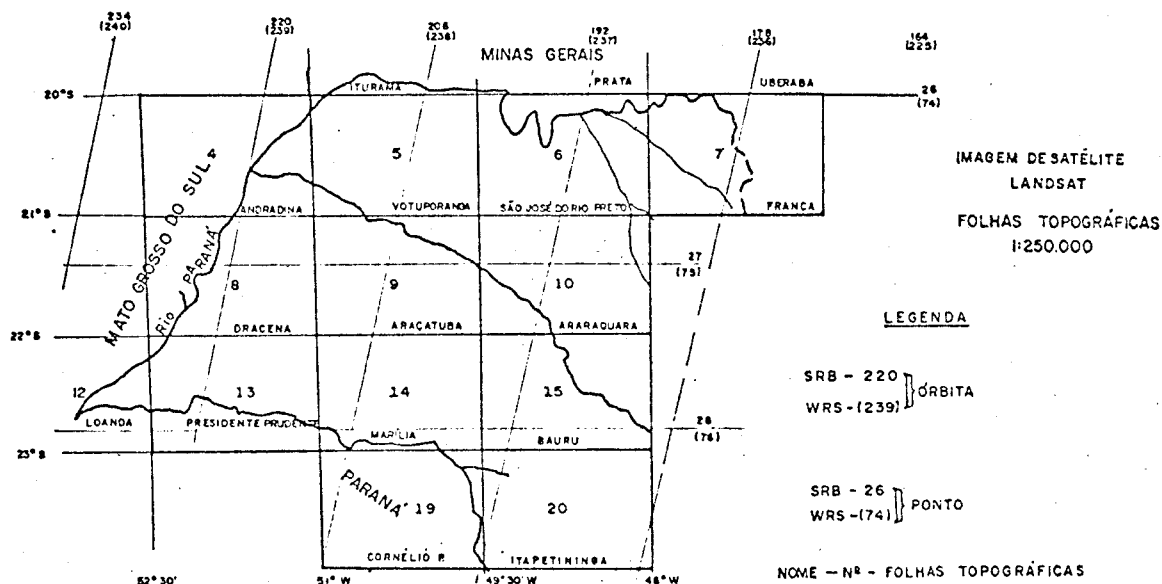 234
(240)
220
(239)
206
(238)
192
(237)
178
(236)
164
(225)
MINAS GERAIS
ITURAMA
PRATA
UBERABA
20°S
26
(74)
4
5
6
7
IMAGEM DE SATÉLITE
LANDSAT
FOLHAS TOPOGRÁFICAS
1:250.000
MATO GROSSO DO SUL
ANDRADINA
VOTUPORANGA
SÃO JOSÉ DO RIO PRETO
FRANCA
21°S
27
(75)
Rio PARANÁ
8
9
10
DRACENA
ARAÇATUBA
ARARAQUARA
22°S
LEGENDA
SRB - 220
WRS - (239)
ÓRBITA
12
13
14
15
LOANDA
PRESIDENTE PRUDENTE
MARÍLIA
BAURU
28
(76)
23°S
SRB - 26
WRS - (74)
PONTO
PARANÁ
19
20
CORNÉLIO P.
ITAPETININGA
52°30'
51°W
49°30'W
48°W
NOME - Nº - FOLHAS TOPOGRÁFICAS